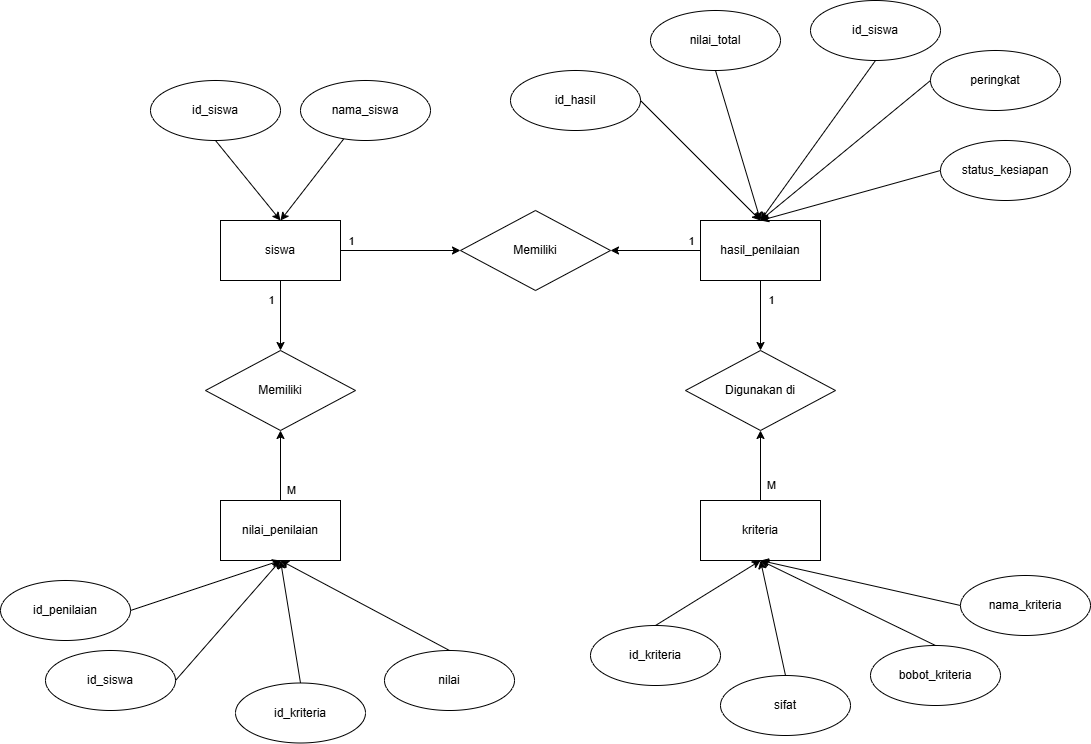 id_siswa
nilai_total
peringkat
id_hasil
id_siswa
nama_siswa
status_kesiapan
siswa
1
Memiliki
1
hasil_penilaian
1
1
Memiliki
Digunakan di
M
M
nilai_penilaian
kriteria
id_penilaian
nama_kriteria
id_kriteria
id_siswa
nilai
bobot_kriteria
id_kriteria
sifat